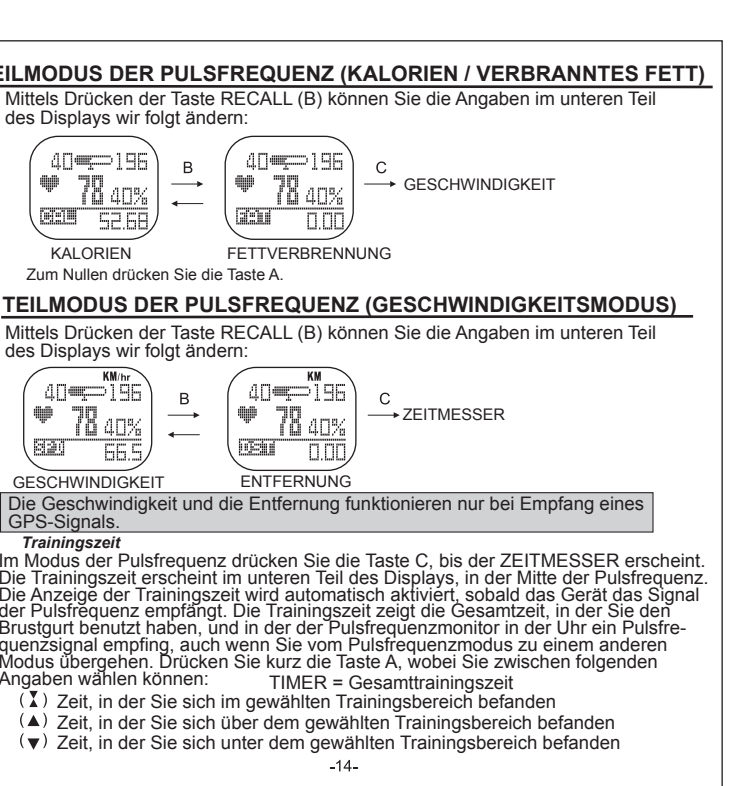 EILMODUS DER PULSFREQUENZ (KALORIEN / VERBRANNTES FETT)
Mittels Drücken der Taste RECALL (B) können Sie die Angaben im unteren Teil
des Displays wir folgt ändern:
40 196
78 40%
CAL 52.68
B
40 196
78 40%
FAT 0.00
C
GESCHWINDIGKEIT
KALORIEN
FETTVERBRENNUNG
Zum Nullen drücken Sie die Taste A.
TEILMODUS DER PULSFREQUENZ (GESCHWINDIGKEITSMODUS)
Mittels Drücken der Taste RECALL (B) können Sie die Angaben im unteren Teil
des Displays wir folgt ändern:
KM/hr
40 196
78 40%
SPD 66.5
B
KM
40 196
78 40%
DST 0.00
C
ZEITMESSER
GESCHWINDIGKEIT
ENTFERNUNG
Die Geschwindigkeit und die Entfernung funktionieren nur bei Empfang eines
GPS-Signals.
Trainingszeit
Im Modus der Pulsfrequenz drücken Sie die Taste C, bis der ZEITMESSER erscheint.
Die Trainingszeit erscheint im unteren Teil des Displays, in der Mitte der Pulsfrequenz.
Die Anzeige der Trainingszeit wird automatisch aktiviert, sobald das Gerät das Signal
der Pulsfrequenz empfängt. Die Trainingszeit zeigt die Gesamtzeit, in der Sie den
Brustgurt benutzt haben, und in der der Pulsfrequenzmonitor in der Uhr ein Pulsfre-
quenzsignal empfing, auch wenn Sie vom Pulsfrequenzmodus zu einem anderen
Modus übergehen. Drücken Sie kurz die Taste A, wobei Sie zwischen folgenden
Angaben wählen können: TIMER = Gesamttrainingszeit
Zeit, in der Sie sich im gewählten Trainingsbereich befanden
(▲) Zeit, in der Sie sich über dem gewählten Trainingsbereich befanden
(▼) Zeit, in der Sie sich unter dem gewählten Trainingsbereich befanden
-14-